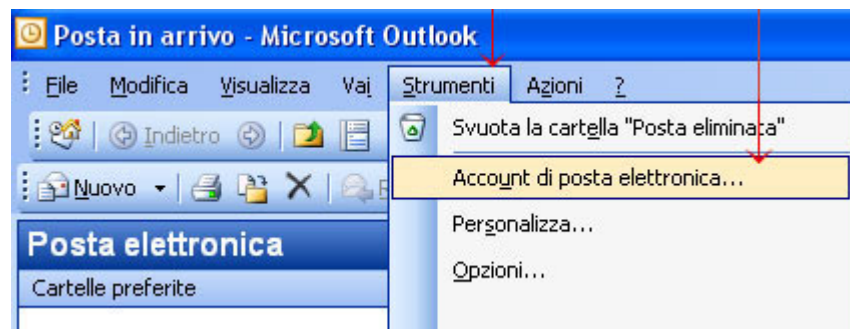 Posta in arrivo - Microsoft Outlook
File Modifica Visualizza Vai Strumenti Azioni ?
Indietro
Svuota la cartella "Posta eliminata"
Nuovo
Account di posta elettronica...
Personalizza...
Opzioni...
Posta elettronica
Cartelle preferite